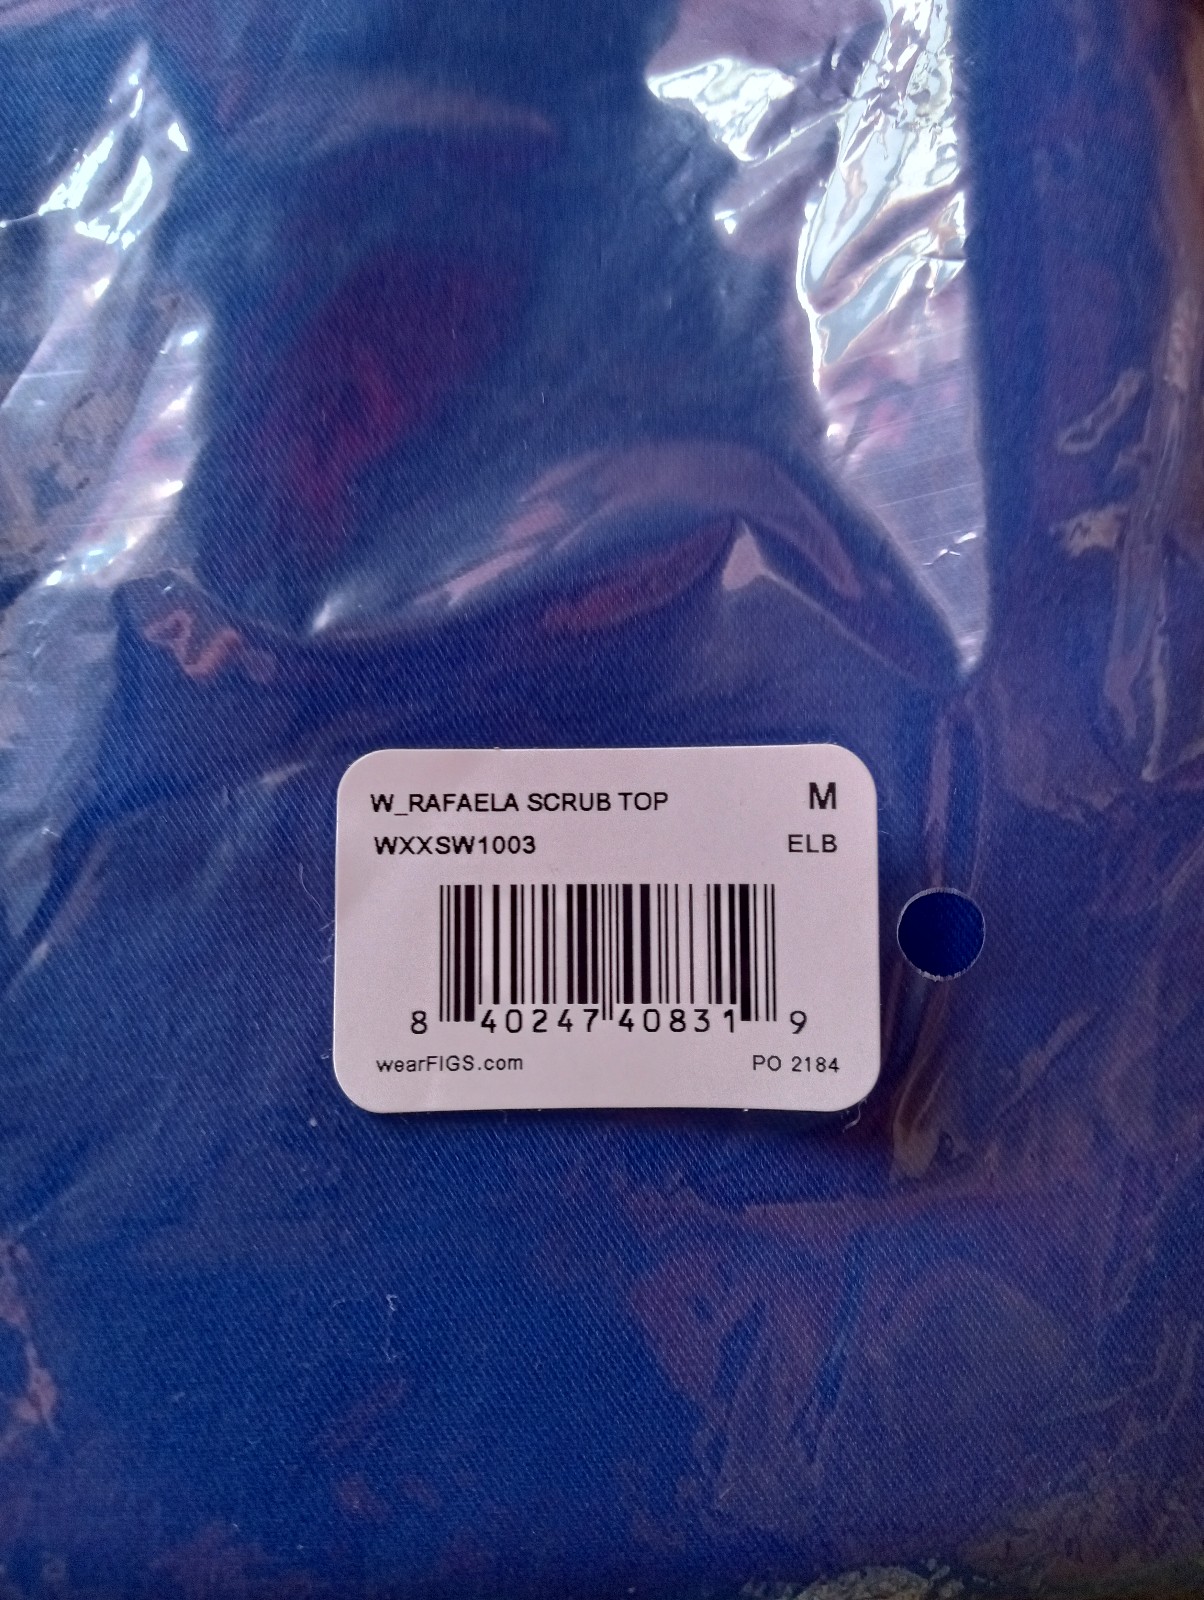 W_RAFAELA SCRUB TOP M
WXXSW1003 ELB
8 40247 40831 9
wearFIGS.com PO 2184